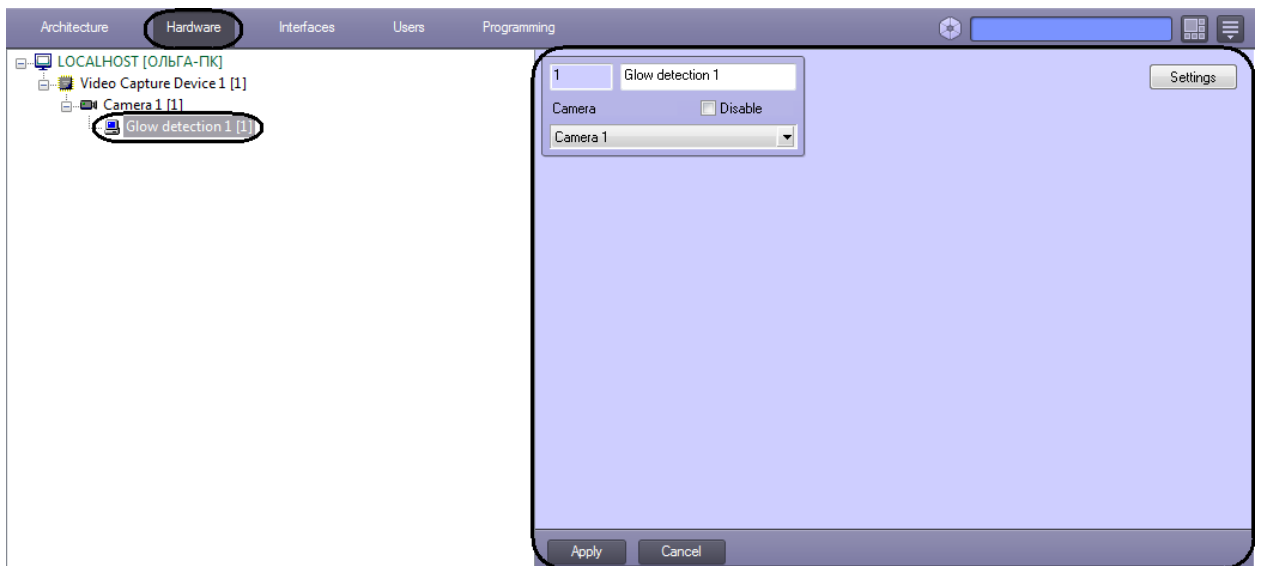 Architecture Hardware Interfaces Users Programming
LOCALHOST [ОЛЬГА-ПК]
Video Capture Device 1 [1]
Camera 1 [1]
Glow detection 1 [1]
1 Glow detection 1 Settings
Camera Disable
Camera 1
Apply Cancel